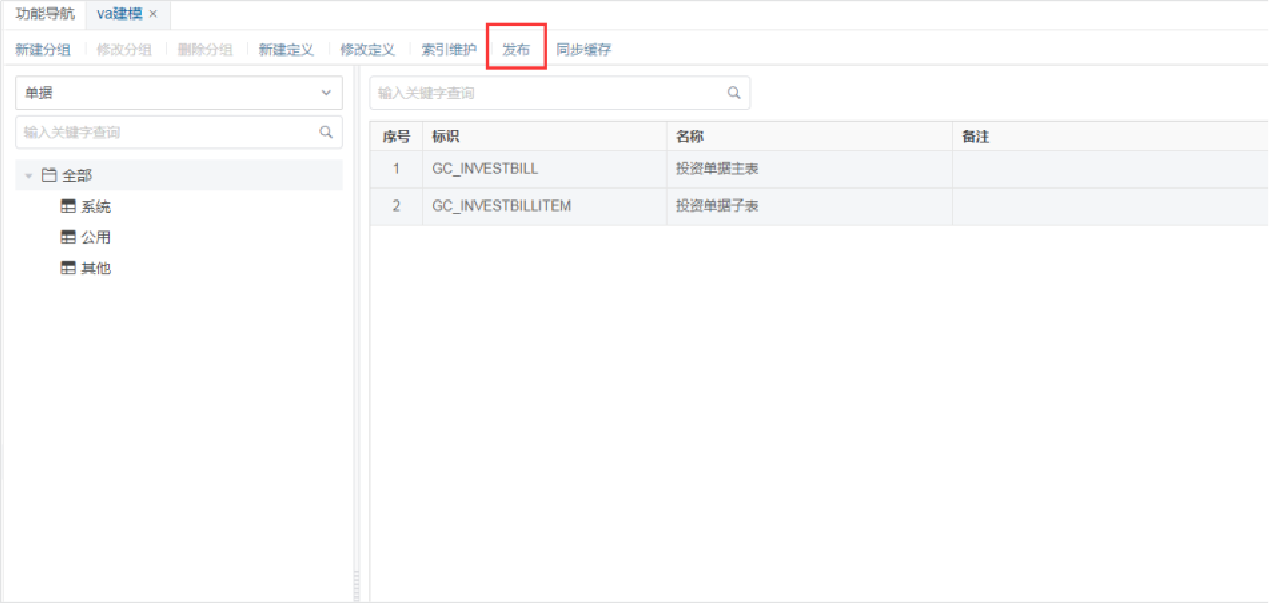 功能导航 va建模 ×
新建分组 修改分组 删除分组 新建定义 修改定义 索引维护 发布 同步缓存
单据
输入关键字查询
全部
系统
公用
其他
输入关键字查询
序号 标识 名称 备注
1 GC_INVESTBILL 投资单据主表
2 GC_INVESTBILLITEM 投资单据子表